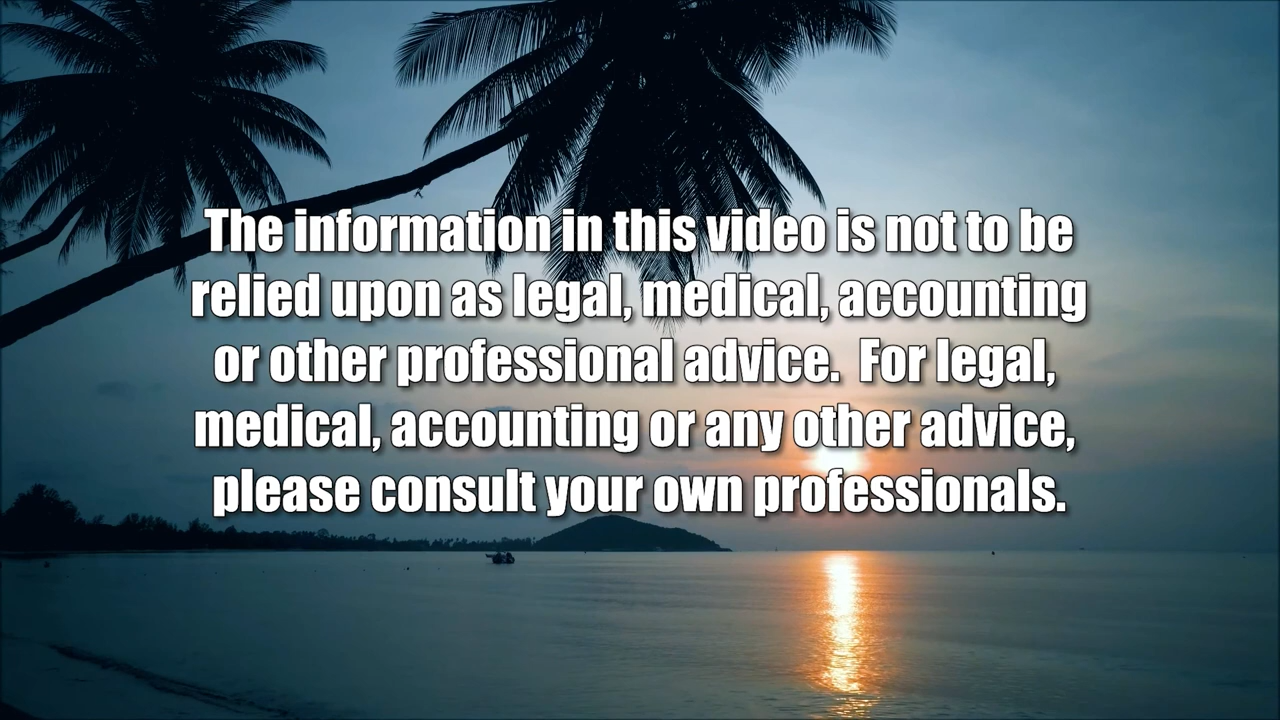 The information in this video is not to be
relied upon as legal, medical, accounting
or other professional advice.  For legal,
medical, accounting or any other advice,
please consult your own professionals.